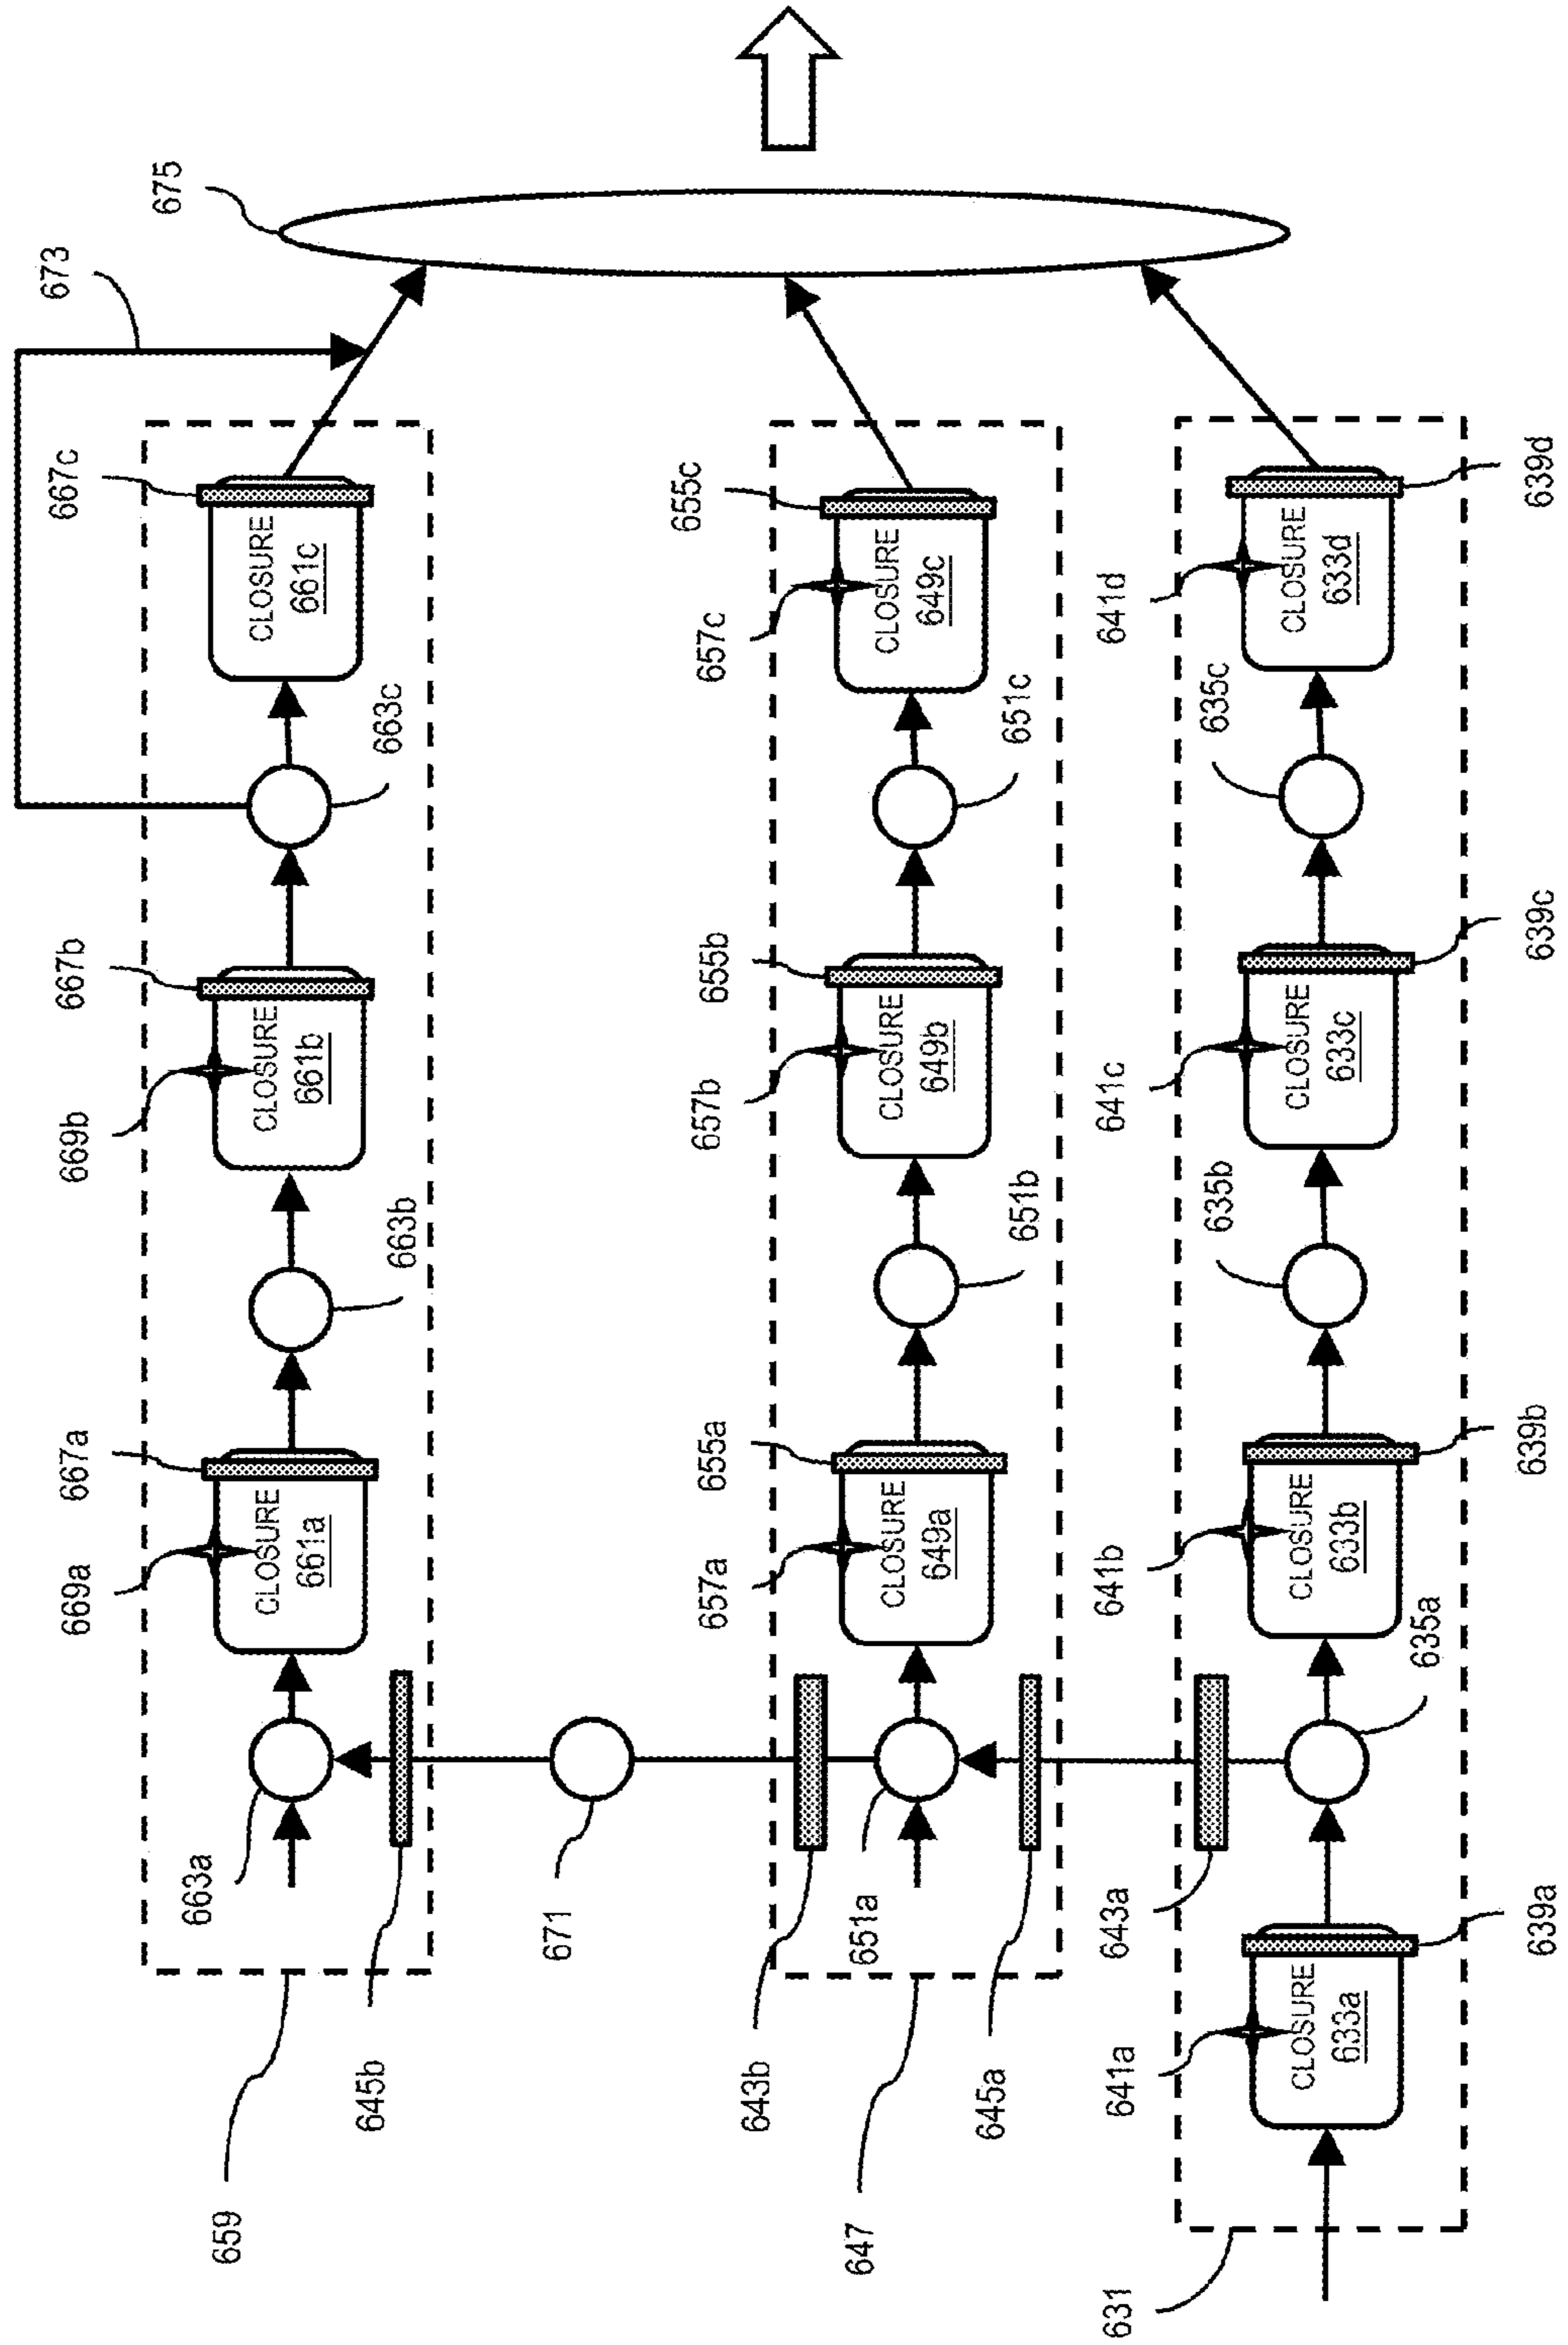 673
675
667c
CLOSURE
661c
663c
667b
669b
CLOSURE
661b
663b
667a
669a
CLOSURE
661a
663a
645b
659
671
655c
657c
CLOSURE
649c
651c
655b
657b
CLOSURE
649b
651b
655a
657a
CLOSURE
649a
651a
643b
645a
647
639d
641d
CLOSURE
633d
635c
639c
641c
CLOSURE
633c
635b
639b
641b
CLOSURE
633b
635a
643a
639a
641a
CLOSURE
633a
631